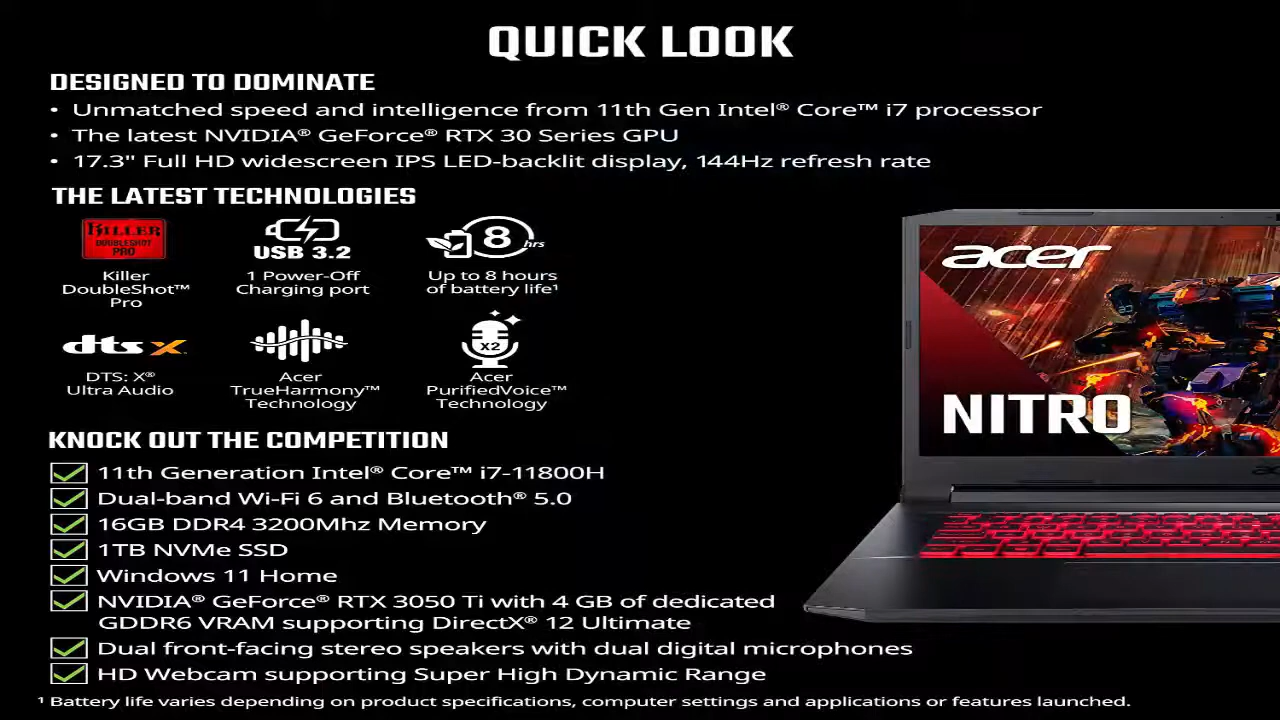 QUICK LOOK
DESIGNED TO DOMINATE
• Unmatched speed and intelligence from 11th Gen Intel® Core™ i7 processor
• The latest NVIDIA® GeForce® RTX 30 Series GPU
• 17.3" Full HD widescreen IPS LED-backlit display, 144Hz refresh rate
THE LATEST TECHNOLOGIES
KILLER
DOUBLESHOT
PRO
Killer
DoubleShot™
Pro
USB 3.2
1 Power-Off
Charging port
8 hrs
Up to 8 hours
of battery life¹
dts X
DTS: X®
Ultra Audio
Acer
TrueHarmony™
Technology
X2
Acer
PurifiedVoice™
Technology
acer
NITRO
KNOCK OUT THE COMPETITION
11th Generation Intel® Core™ i7-11800H
Dual-band Wi-Fi 6 and Bluetooth® 5.0
16GB DDR4 3200Mhz Memory
1TB NVMe SSD
Windows 11 Home
NVIDIA® GeForce® RTX 3050 Ti with 4 GB of dedicated
GDDR6 VRAM supporting DirectX® 12 Ultimate
Dual front-facing stereo speakers with dual digital microphones
HD Webcam supporting Super High Dynamic Range
¹ Battery life varies depending on product specifications, computer settings and applications or features launched.